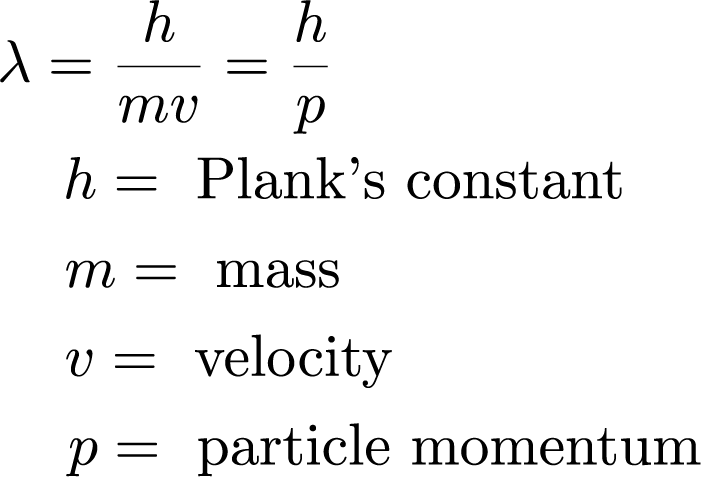 λ = h/mv = h/p
h = Plank's constant
m = mass
v = velocity
p = particle momentum